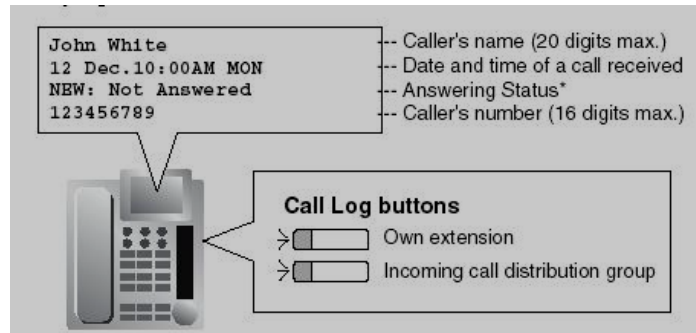 John White
12 Dec.10:00AM MON
NEW: Not Answered
123456789
--- Caller's name (20 digits max.)
--- Date and time of a call received
--- Answering Status*
--- Caller's number (16 digits max.)
Call Log buttons
Own extension
Incoming call distribution group